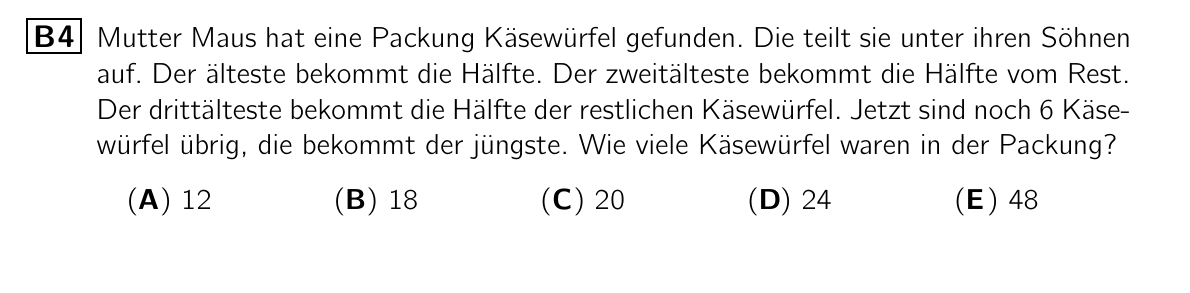 B4 Mutter Maus hat eine Packung Käsewürfel gefunden. Die teilt sie unter ihren Söhnen
auf. Der älteste bekommt die Hälfte. Der zweitälteste bekommt die Hälfte vom Rest.
Der drittälteste bekommt die Hälfte der restlichen Käsewürfel. Jetzt sind noch 6 Käse-
würfel übrig, die bekommt der jüngste. Wie viele Käsewürfel waren in der Packung?
(A) 12 (B) 18 (C) 20 (D) 24 (E) 48